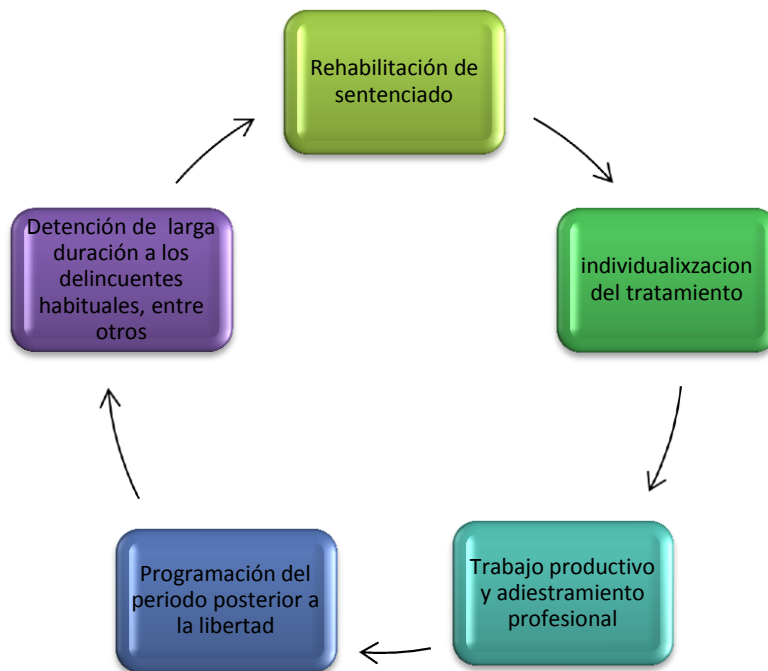 Rehabilitación de
sentenciado
individualixzacion
del tratamiento
Trabajo productivo
y adiestramiento
profesional
Programación del
periodo posterior a
la libertad
Detención de larga
duración a los
delincuentes
habituales, entre
otros